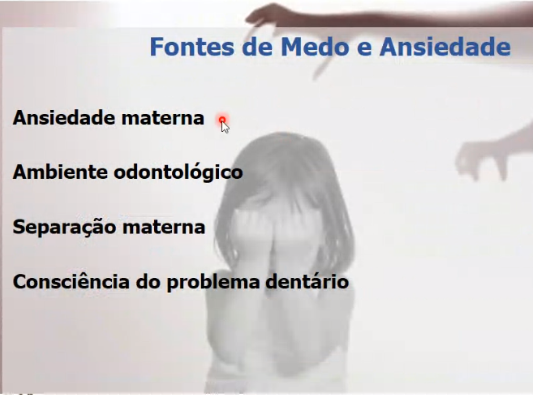 Fontes de Medo e Ansiedade
Ansiedade materna
Ambiente odontológico
Separação materna
Consciência do problema dentário